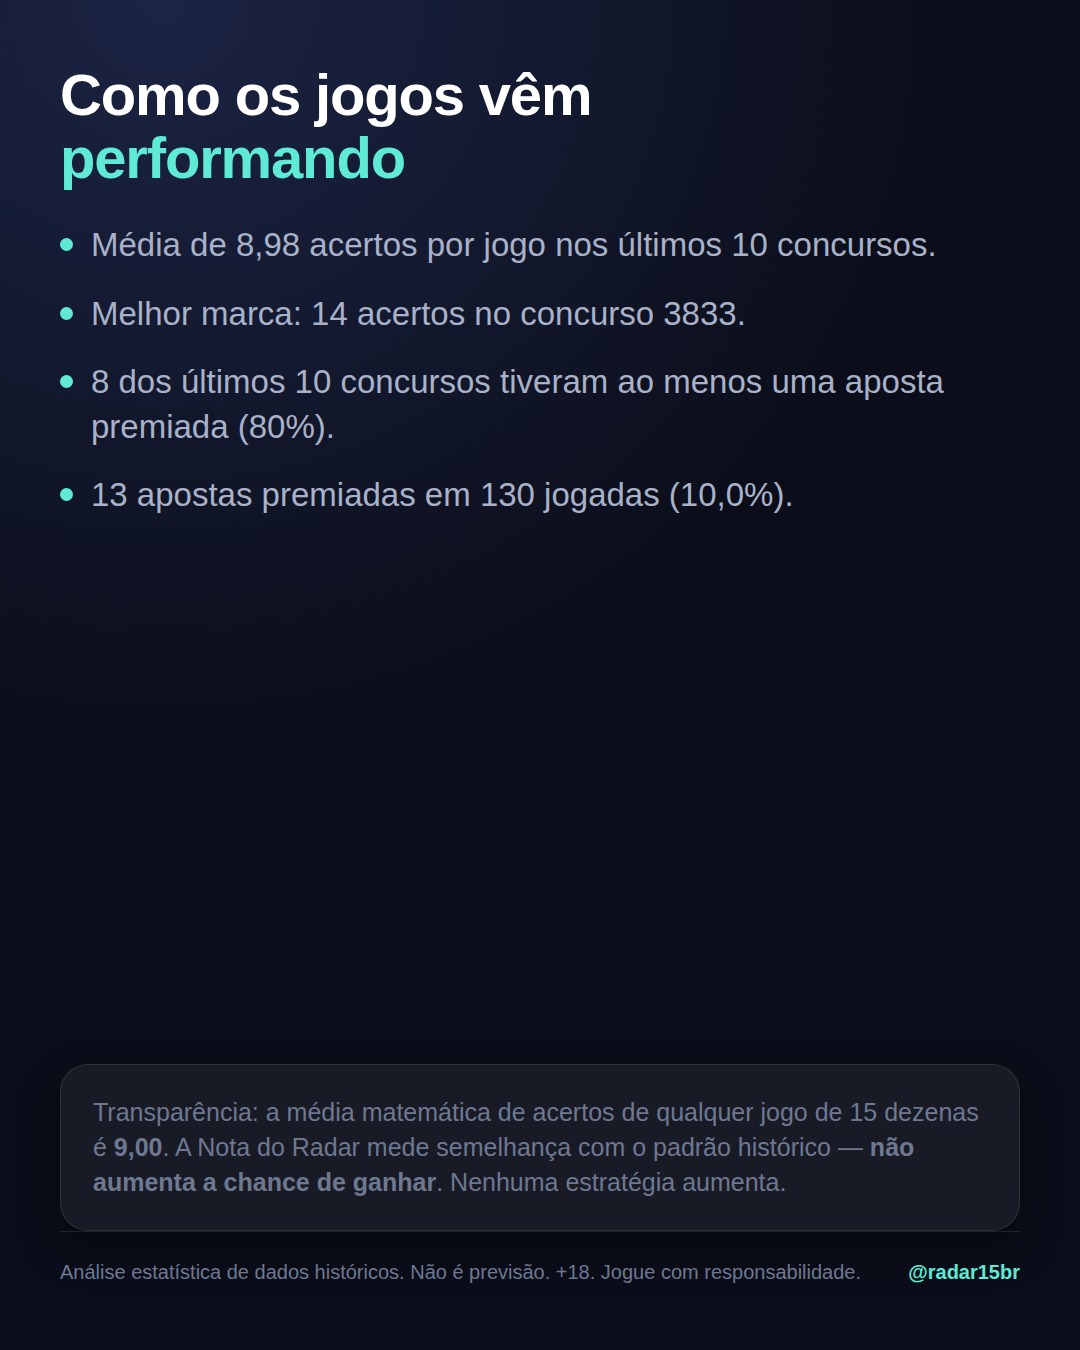 Como os jogos vêm
performando
Média de 8,98 acertos por jogo nos últimos 10 concursos.
Melhor marca: 14 acertos no concurso 3833.
8 dos últimos 10 concursos tiveram ao menos uma aposta
premiada (80%).
13 apostas premiadas em 130 jogadas (10,0%).
Transparência: a média matemática de acertos de qualquer jogo de 15 dezenas
é 9,00. A Nota do Radar mede semelhança com o padrão histórico — não
aumenta a chance de ganhar. Nenhuma estratégia aumenta.
Análise estatística de dados históricos. Não é previsão. +18. Jogue com responsabilidade. @radar15br